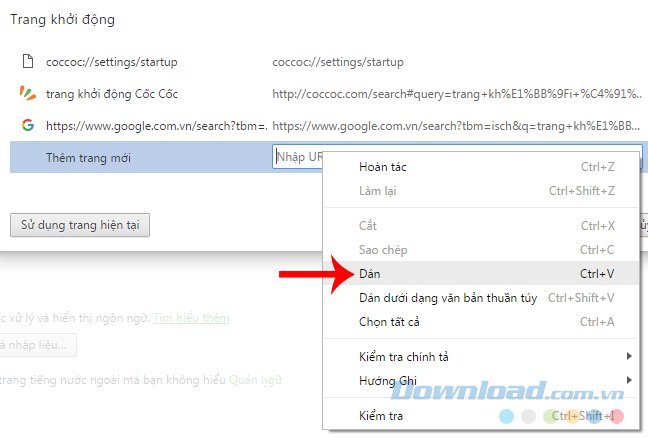 Trang khởi động
coccoc://settings/startup coccoc://settings/startup
trang khởi động Cốc Cốc http://coccoc.com/search#query=trang+kh%E1%BB%9Fi+%C4%91%...
https://www.google.com.vn/search?tbm=... https://www.google.com.vn/search?tbm=isch&q=trang+kh%E1%BB...
Thêm trang mới Nhập UR
Hoàn tác Ctrl+Z
Làm lại Ctrl+Shift+Z
Sử dụng trang hiện tại
Cắt Ctrl+X
Sao chép Ctrl+C
Dán Ctrl+V
Dán dưới dạng văn bản thuần túy Ctrl+Shift+V
Chọn tất cả Ctrl+A
Kiểm tra chính tả
Hướng Ghi
Kiểm tra Ctrl+Shift+I
c xử lý và hiển thị ngôn ngữ. Tìm hiểu thêm
nhập liệu...
trang tiếng nước ngoài mà bạn không hiểu Quản lý ngữ
Download.com.vn